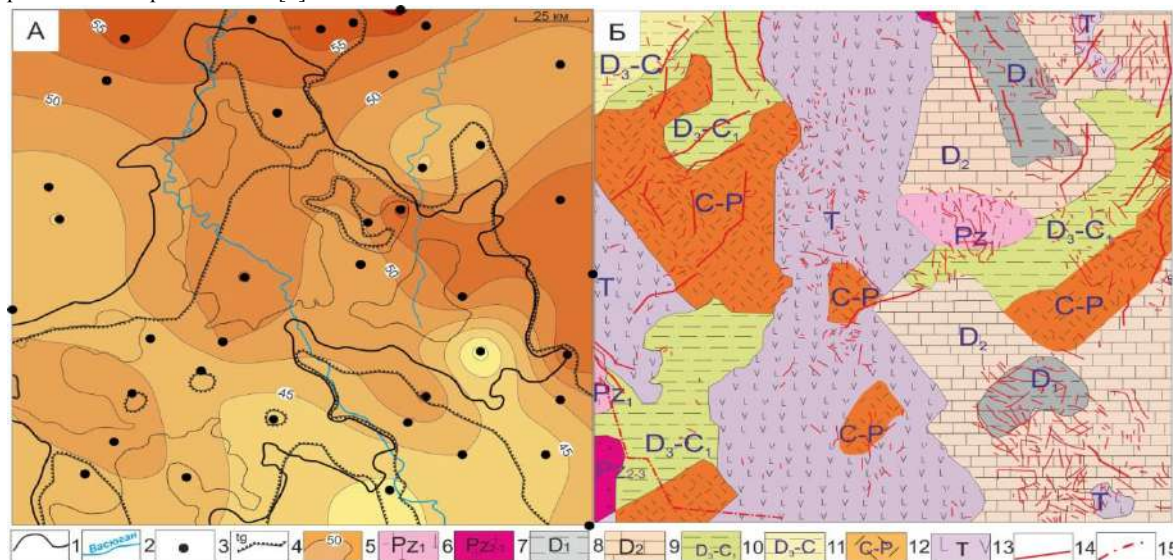 А
25 км
55
55
50
50
50
45
45
Б
D₃-C
D₃-C₁
C-P
T
T
D₁
D₂
Pz
D₃-C₁
C-P
C-P
D₂
D₁
T
Pz₁
D₃-C₁
Pz₂₋₃
C-P
T
1 Васюган 2 3 tg 4 50 5 Pz₁ 6 7 D₁ 8 D₂ 9 D₃-C₁ 10 D₃-C 11 C-P 12 T 13 14